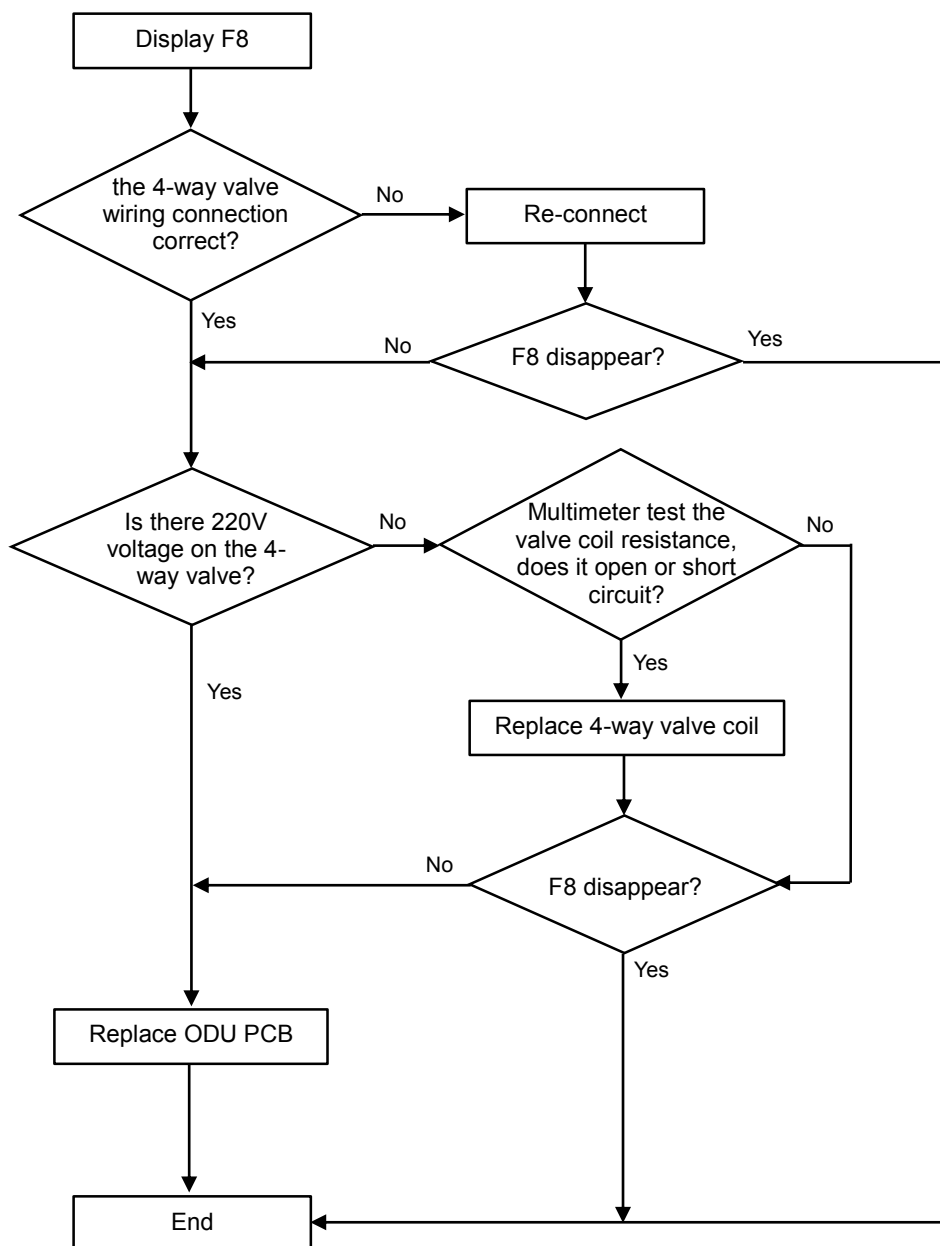 Display F8
the 4-way valve
wiring connection
correct?
No
Re-connect
Yes
No
F8 disappear?
Yes
Is there 220V
voltage on the 4-
way valve?
No
Multimeter test the
valve coil resistance,
does it open or short
circuit?
No
Yes
Yes
Replace 4-way valve coil
No
F8 disappear?
Yes
Replace ODU PCB
End